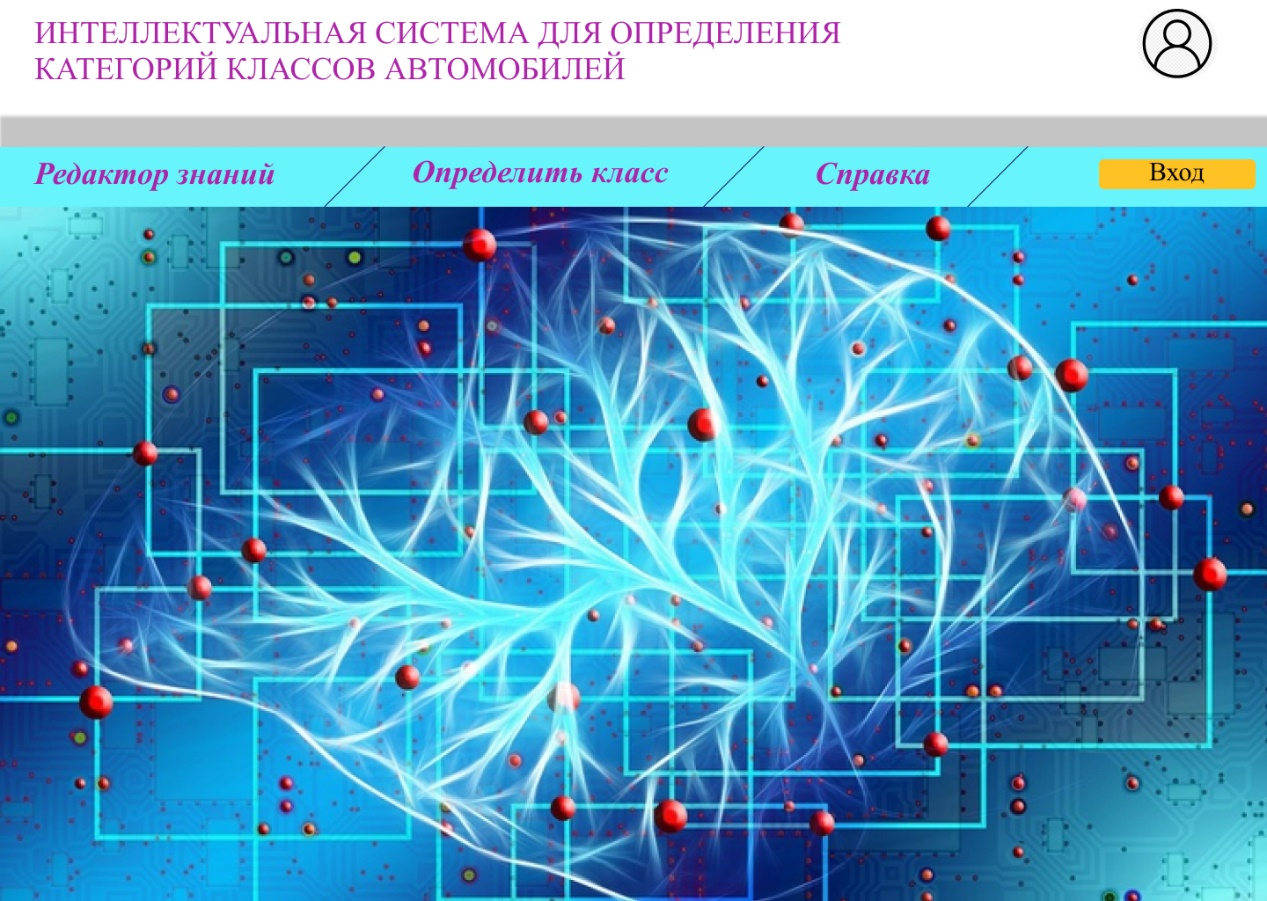 ИНТЕЛЛЕКТУАЛЬНАЯ СИСТЕМА ДЛЯ ОПРЕДЕЛЕНИЯ
КАТЕГОРИЙ КЛАССОВ АВТОМОБИЛЕЙ
Редактор знаний
Определить класс
Справка
Вход